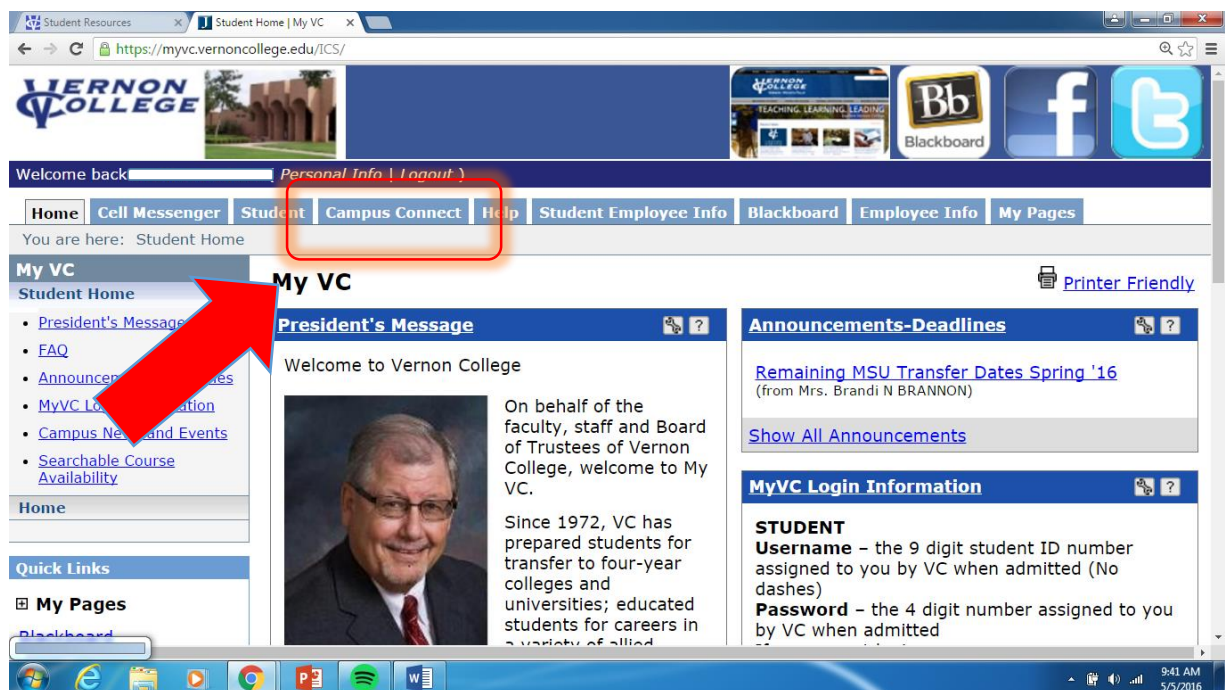 Student Resources
Student Home | My VC
https://myvc.vernoncollege.edu/ICS/
VERNON
COLLEGE
VERNON
COLLEGE
TEACHING. LEARNING. LEADING
Bb
Blackboard
f
t
Welcome back
Personal Info | Logout )
Home Cell Messenger Student Campus Connect Help Student Employee Info Blackboard Employee Info My Pages
You are here: Student Home
My VC
Student Home
President's Message
FAQ
MyVC
Campus and Events
Searchable Course
Availability
Home
Quick Links
My Pages
Blackboard
My VC
Printer Friendly
President's Message
Welcome to Vernon College
On behalf of the
faculty, staff and Board
of Trustees of Vernon
College, welcome to My
VC.
Since 1972, VC has
prepared students for
transfer to four-year
colleges and
universities; educated
students for careers in
a variety of allied
Announcements-Deadlines
Remaining MSU Transfer Dates Spring '16
(from Mrs. Brandi N BRANNON)
Show All Announcements
MyVC Login Information
STUDENT
Username – the 9 digit student ID number
assigned to you by VC when admitted (No
dashes)
Password – the 4 digit number assigned to you
by VC when admitted
9:41 AM
5/5/2016